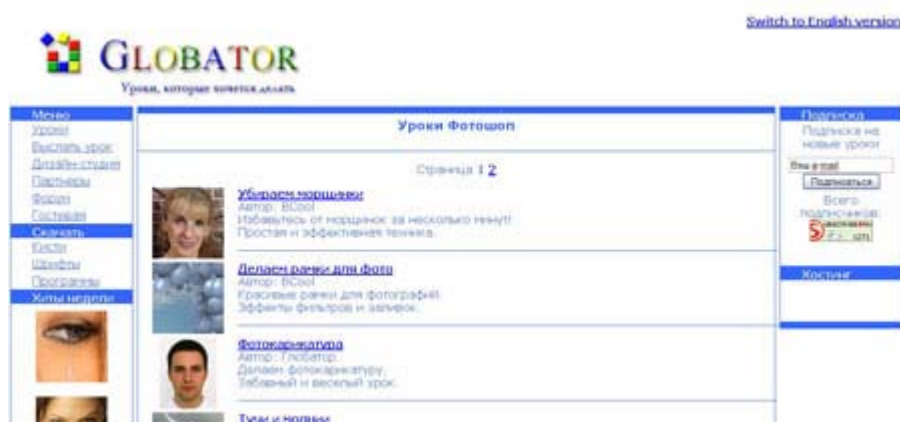 Switch to English version
GLOBATOR
Уроки, которые хочется делать
Меню
Уроки
Выслать урок
Дизайн-студия
Партнеры
Форум
Гостевая
Скачать
Кисти
Шрифты
Программы
Хиты недели
Уроки Фотошоп
Страница 1 2
Убираем морщинки
Автор: BCool
Избавьтесь от морщинок за несколько минут!
Простая и эффективная техника.
Делаем рамки для фото
Автор: BCool
Красивые рамки для фотографий.
Эффекты фильтров и заливок.
Фотокарикатура
Автор: Глобатор.
Делаем фотокарикатуру.
Забавный и веселый урок.
Тучи и молнии
Подписка
Подписка на
новые уроки
Ваш e-mail
Подписаться
Всего
подписчиков:
Хостинг